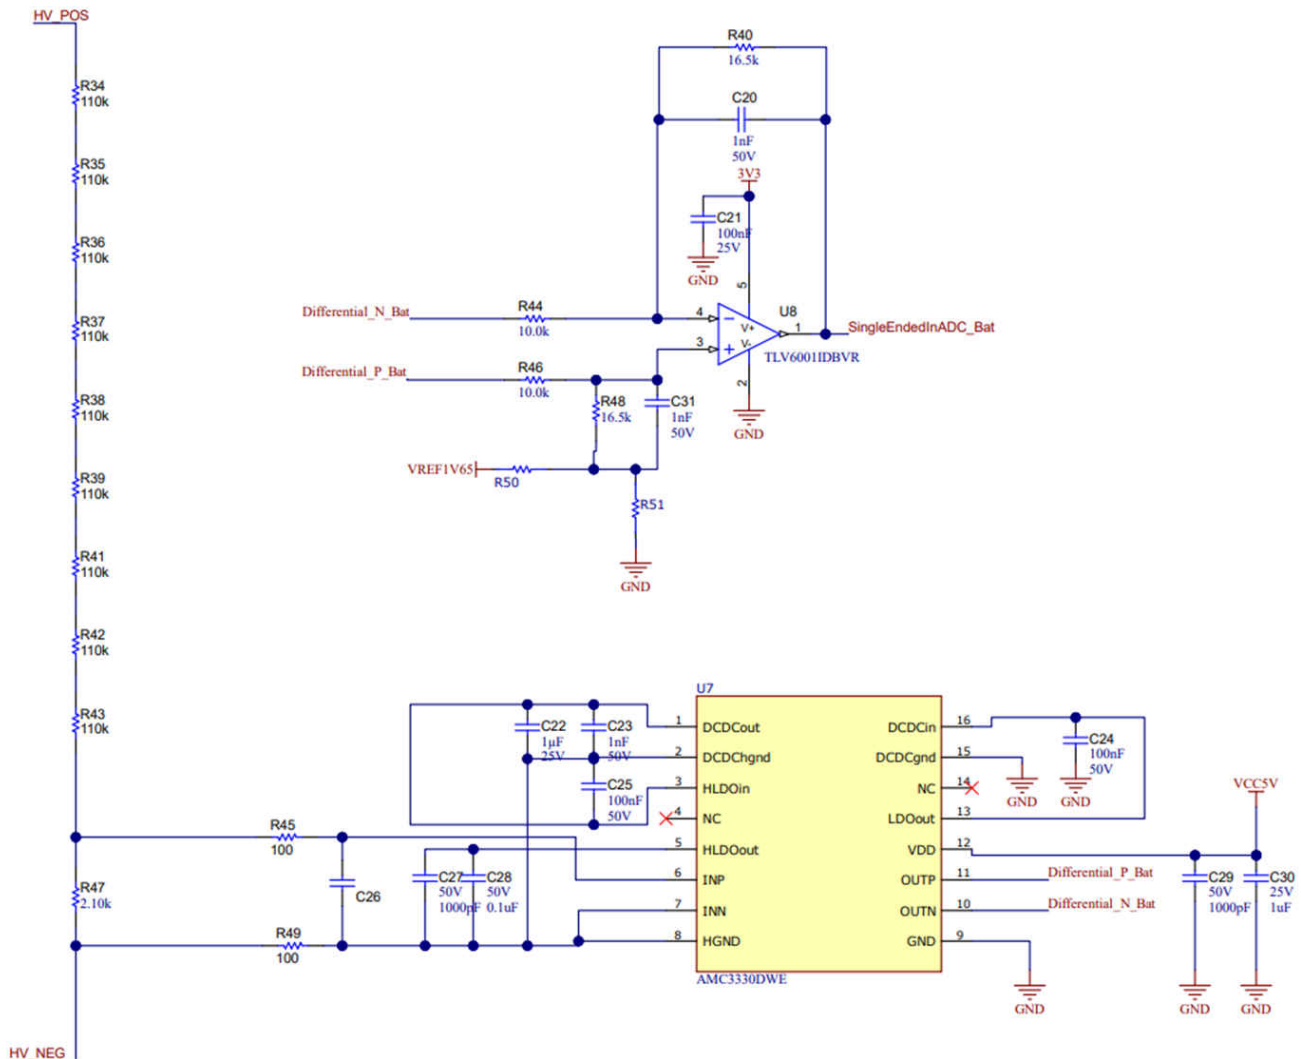 HV_POS
R34
110k
R35
110k
R36
110k
R37
110k
R38
110k
R39
110k
R41
110k
R42
110k
R43
110k
R47
2.10k
HV_NEG
R40
16.5k
C20
1nF
50V
3V3
C21
100nF
25V
GND
5
U8
Differential_N_Bat
R44
10.0k
4
V+
1
SingleEndedInADC_Bat
3
V-
TLV6001IDBVR
2
GND
Differential_P_Bat
R46
10.0k
R48
16.5k
C31
1nF
50V
VREF1V65
R50
R51
GND
R45
100
C26
R49
100
C22
1µF
25V
C23
1nF
50V
C25
100nF
50V
C27
50V
1000pF
C28
50V
0.1uF
U7
1 DCDCout
2 DCDChgnd
3 HLDOin
4 NC
5 HLDOout
6 INP
7 INN
8 HGND
DCDCin 16
DCDCgnd 15
NC 14
LDOout 13
VDD 12
OUTP 11
OUTN 10
GND 9
AMC3330DWE
C24
100nF
50V
GND
GND
VCC5V
Differential_P_Bat
Differential_N_Bat
C29
50V
1000pF
C30
25V
1uF
GND
GND
GND